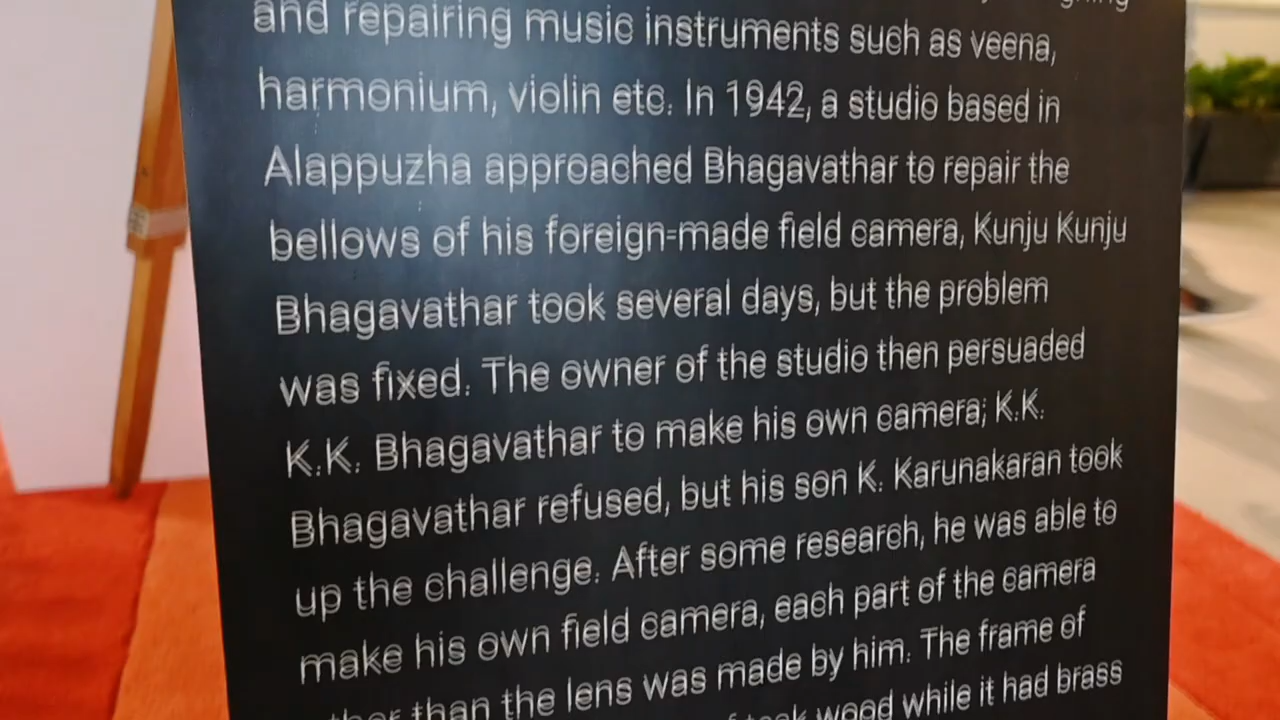 and repairing music instruments such as veena,
harmonium, violin etc. In 1942, a studio based in
Alappuzha approached Bhagavathar to repair the
bellows of his foreign-made field camera, Kunju Kunju
Bhagavathar took several days, but the problem
was fixed. The owner of the studio then persuaded
K.K. Bhagavathar to make his own camera; K.K.
Bhagavathar refused, but his son K. Karunakaran took
up the challenge. After some research, he was able to
make his own field camera, each part of the camera
than the lens was made by him. The frame of
wood while it had brass